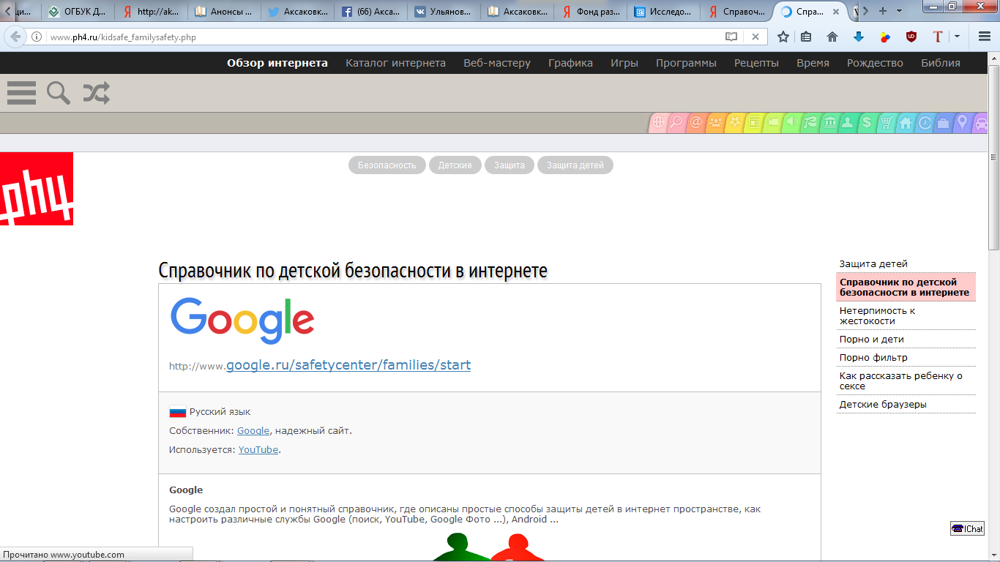 ци...
ОГБУК Д...
http://ak...
Анонсы ...
Аксаковк...
(66) Акса...
Ульянов...
Аксаковк...
Фонд раз...
Исследо...
Справоч...
Спра...
www.ph4.ru/kidsafe_familysafety.php
Обзор интернета Каталог интернета Веб-мастеру Графика Игры Программы Рецепты Время Рождество Библия
ph4
Безопасность Детские Защита Защита детей
Справочник по детской безопасности в интернете
Google
http://www.google.ru/safetycenter/families/start
Русский язык
Собственник: Google, надежный сайт.
Используется: YouTube.
Google
Google создал простой и понятный справочник, где описаны простые способы защиты детей в интернет пространстве, как
настроить различные службы Google (поиск, YouTube, Google Фото ...), Android ...
Защита детей
Справочник по детской
безопасности в интернете
Нетерпимость к
жестокости
Порно и дети
Порно фильтр
Как рассказать ребенку о
сексе
Детские браузеры
IChat
Прочитано www.youtube.com